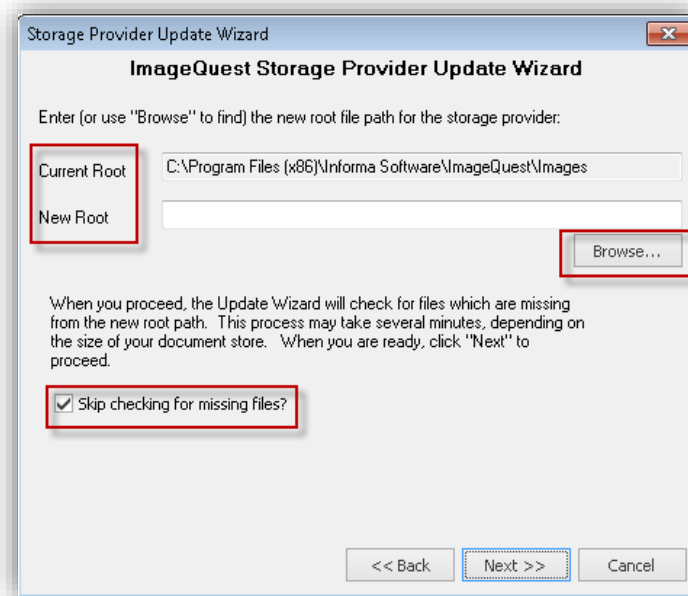 Storage Provider Update Wizard
ImageQuest Storage Provider Update Wizard
Enter (or use "Browse" to find) the new root file path for the storage provider:
Current Root C:\Program Files (x86)\Informa Software\ImageQuest\Images
New Root
Browse...
When you proceed, the Update Wizard will check for files which are missing
from the new root path. This process may take several minutes, depending on
the size of your document store. When you are ready, click "Next" to
proceed.
Skip checking for missing files?
<< Back Next >> Cancel